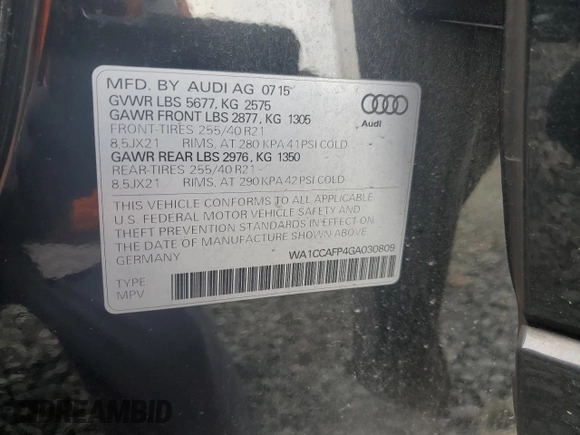 MFD. BY AUDI AG 07 15
GVWR LBS 5677, KG 2575
GAWR FRONT LBS 2877, KG 1305
FRONT-TIRES 255/40 R21
8.5JX21 RIMS, AT 280 KPA 41 PSI COLD
GAWR REAR LBS 2976, KG 1350
REAR-TIRES 255/40 R21 -
8.5JX21 RIMS, AT 290 KPA 42 PSI COLD
Audi
THIS VEHICLE CONFORMS TO ALL APPLICABLE
U.S. FEDERAL MOTOR VEHICLE SAFETY AND
THEFT PREVENTION STANDARDS IN EFFECT ON
THE DATE OF MANUFACTURE SHOWN ABOVE
GERMANY
WA1CCAFP4GA030809
TYPE
MPV
DREAMBID